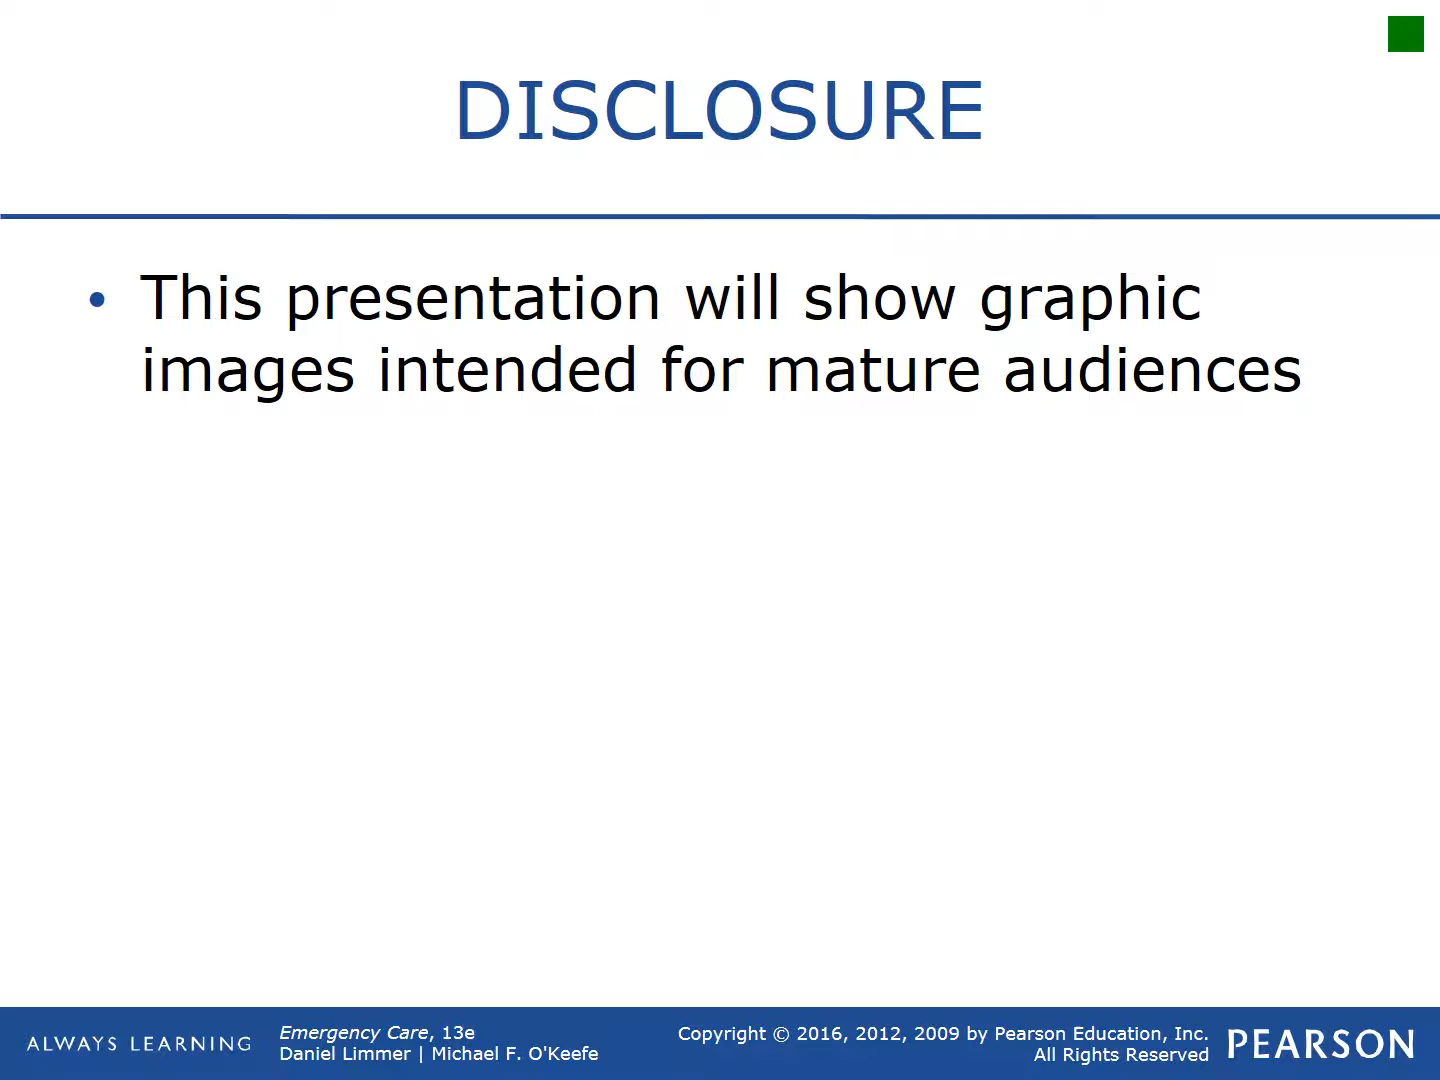 DISCLOSURE
• This presentation will show graphic
images intended for mature audiences
ALWAYS LEARNING
Emergency Care, 13e
Daniel Limmer | Michael F. O'Keefe
Copyright © 2016, 2012, 2009 by Pearson Education, Inc.
All Rights Reserved
PEARSON